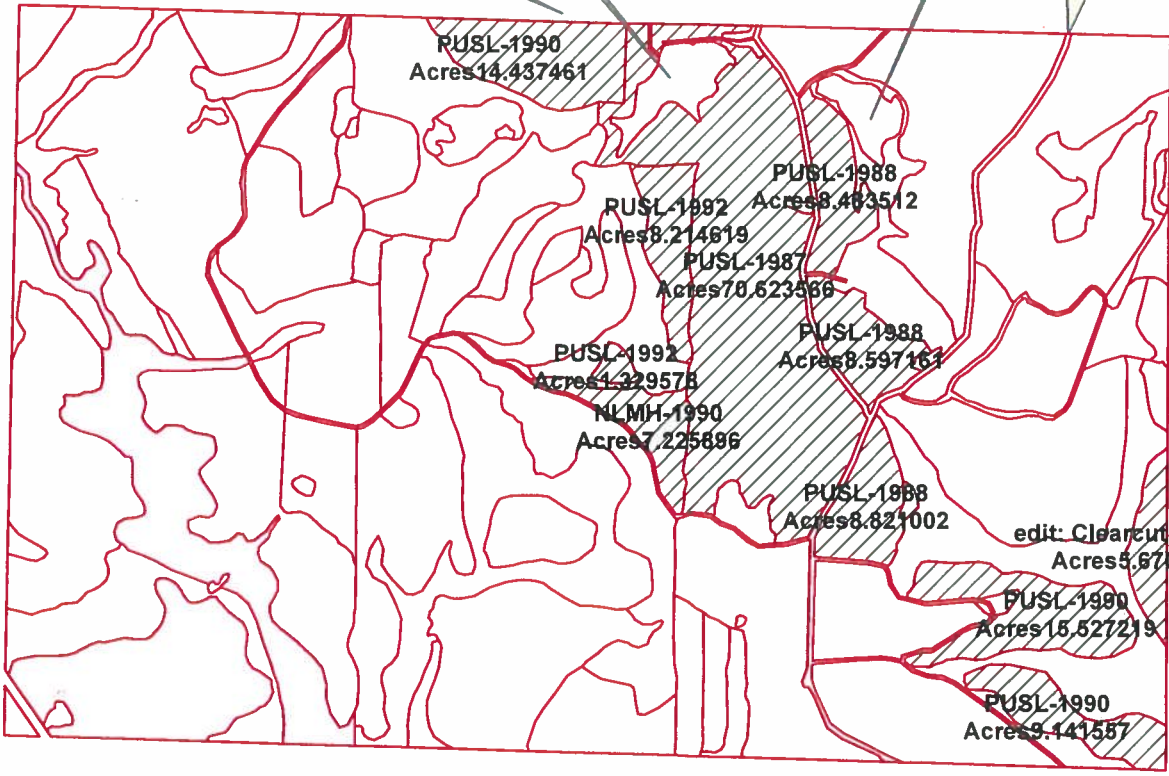 PUSL-1990
Acres14.437461
PUSL-1988
Acres8.483512
PUSL-1992
Acres8.214619
PUSL-1987
Acres70.623566
PUSL-1988
Acres8.597161
PUSL-1992
Acres1.329578
NLMH-1990
Acres7.225896
PUSL-1988
Acres8.821002
edit: Clearcut
PUSL-1990
Acres15.527219
PUSL-1990
Acres9.141557